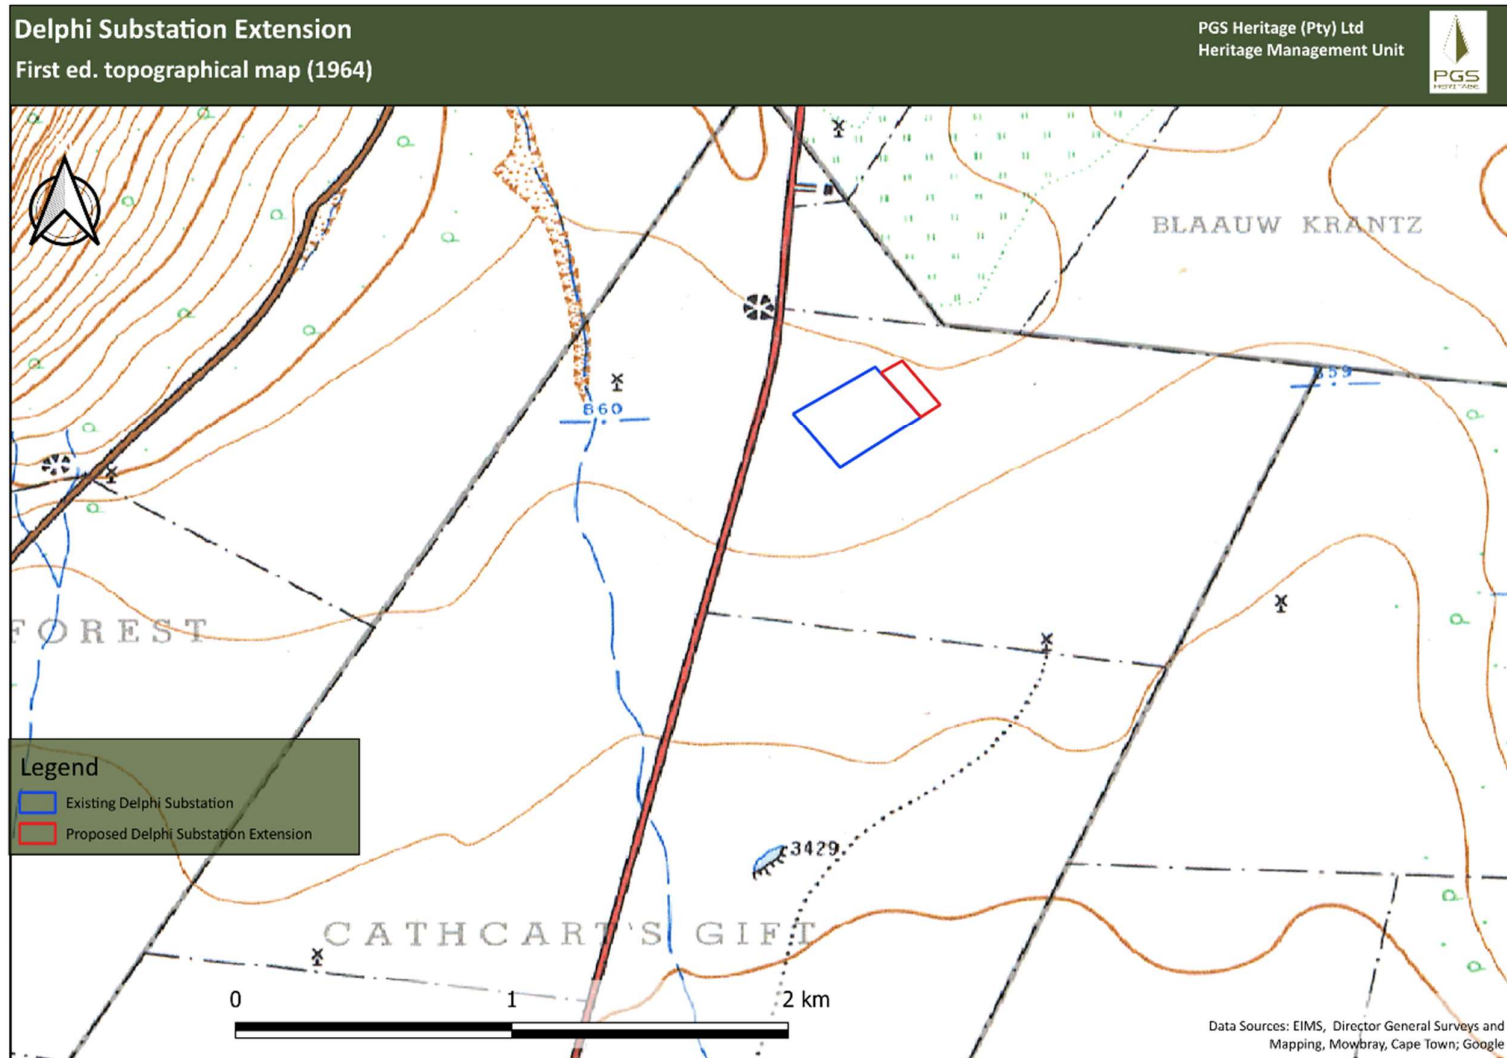 Delphi Substation Extension
First ed. topographical map (1964)
PGS Heritage (Pty) Ltd
Heritage Management Unit
PGS
HERITAGE
BLAAUW KRANTZ
859
860
FOREST
Legend
Existing Delphi Substation
Proposed Delphi Substation Extension
3429
CATHCART'S GIFT
0 1 2 km
Data Sources: EIMS, Director General Surveys and
Mapping, Mowbray, Cape Town; Google